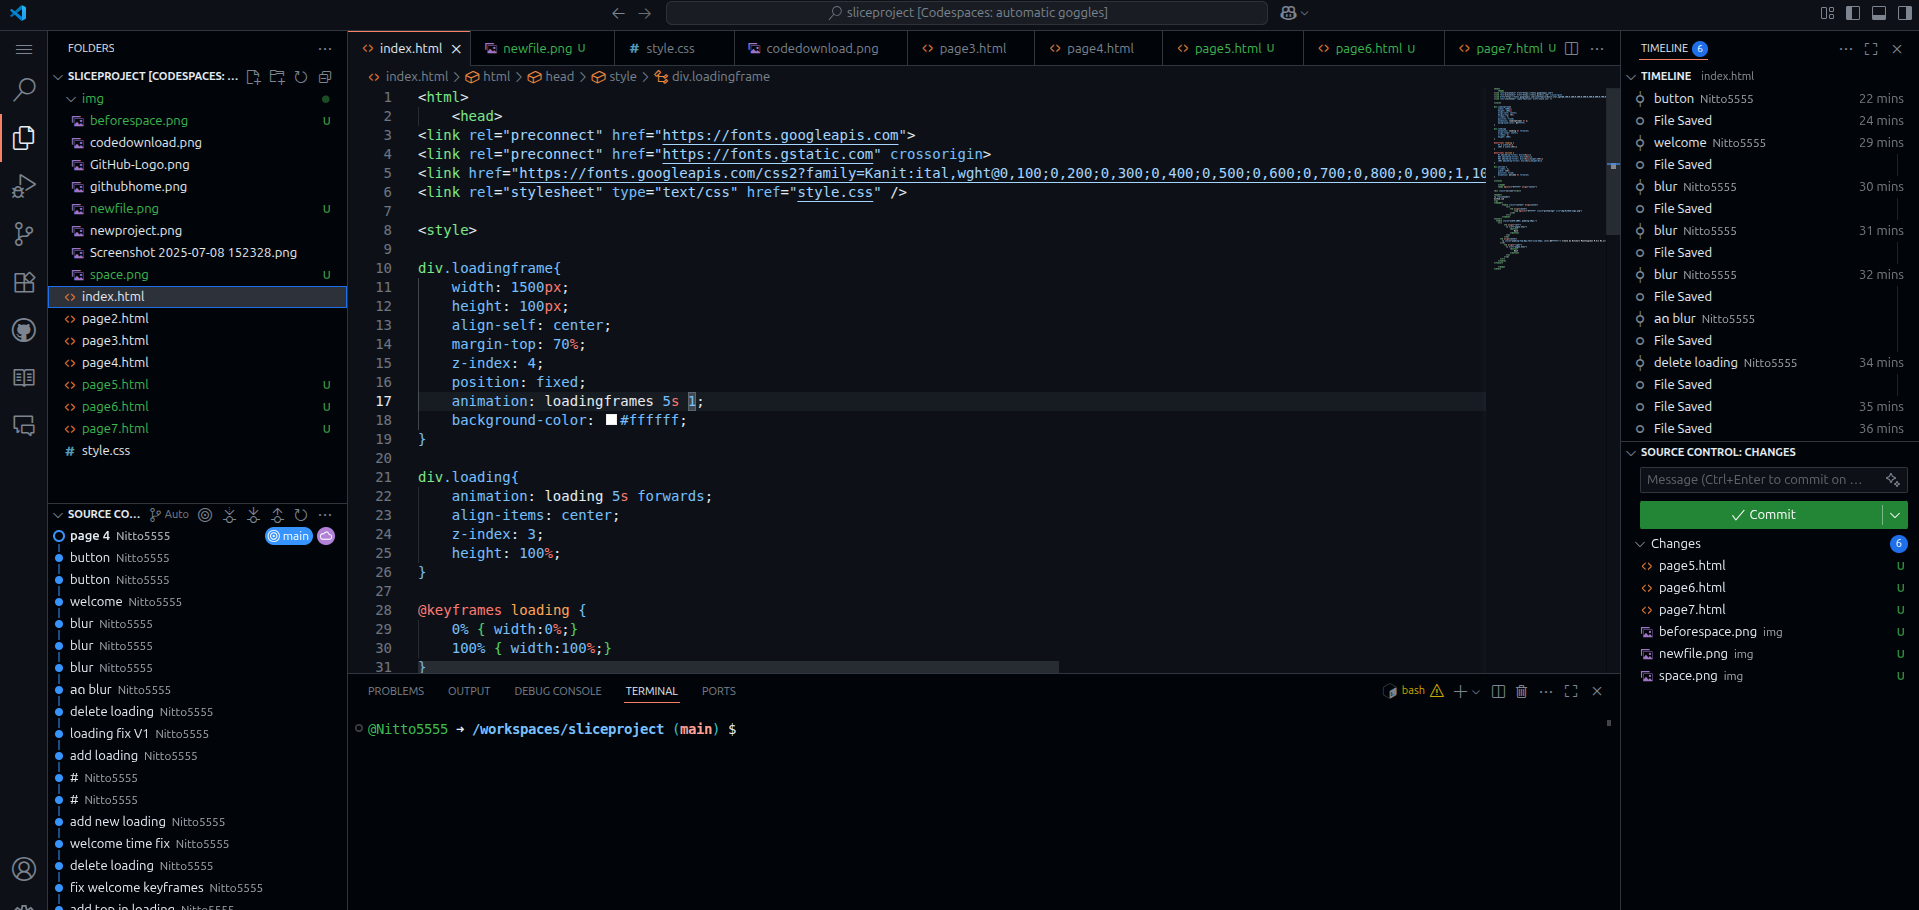 sliceproject [Codespaces: automatic goggles]
FOLDERS
SLICEPROJECT [CODESPACES: ...
img
beforespace.png U
codedownload.png
GitHub-Logo.png
githubhome.png
newfile.png U
newproject.png
Screenshot 2025-07-08 152328.png
space.png U
index.html
page2.html
page3.html
page4.html
page5.html U
page6.html U
page7.html U
style.css
SOURCE CO... Auto
page 4 Nitto5555 main
button Nitto5555
button Nitto5555
welcome Nitto5555
blur Nitto5555
blur Nitto5555
blur Nitto5555
ลด blur Nitto5555
delete loading Nitto5555
loading fix V1 Nitto5555
add loading Nitto5555
# Nitto5555
# Nitto5555
add new loading Nitto5555
welcome time fix Nitto5555
delete loading Nitto5555
fix welcome keyframes Nitto5555
add top in loading Nitto5555
index.html newfile.png U style.css codedownload.png page3.html page4.html page5.html U page6.html U page7.html U
index.html > html > head > style > div.loadingframe
1 <html>
2 <head>
3 <link rel="preconnect" href="https://fonts.googleapis.com">
4 <link rel="preconnect" href="https://fonts.gstatic.com" crossorigin>
5 <link href="https://fonts.googleapis.com/css2?family=Kanit:ital,wght@0,100;0,200;0,300;0,400;0,500;0,600;0,700;0,800;0,900;1,10
6 <link rel="stylesheet" type="text/css" href="style.css" />
7
8 <style>
9
10 div.loadingframe{
11 width: 1500px;
12 height: 100px;
13 align-self: center;
14 margin-top: 70%;
15 z-index: 4;
16 position: fixed;
17 animation: loadingframes 5s 1;
18 background-color: #ffffff;
19 }
20
21 div.loading{
22 animation: loading 5s forwards;
23 align-items: center;
24 z-index: 3;
25 height: 100%;
26 }
27
28 @keyframes loading {
29 0% { width:0%;}
30 100% { width:100%;}
31 }
PROBLEMS OUTPUT DEBUG CONSOLE TERMINAL PORTS
bash
@Nitto5555 ➜ /workspaces/sliceproject (main) $
TIMELINE 6
TIMELINE index.html
button Nitto5555 22 mins
File Saved 24 mins
welcome Nitto5555 29 mins
File Saved
blur Nitto5555 30 mins
File Saved
blur Nitto5555 31 mins
File Saved
blur Nitto5555 32 mins
File Saved
ลด blur Nitto5555
File Saved
delete loading Nitto5555 34 mins
File Saved
File Saved 35 mins
File Saved 36 mins
SOURCE CONTROL: CHANGES
Message (Ctrl+Enter to commit on ...
Commit
Changes 6
page5.html U
page6.html U
page7.html U
beforespace.png img U
newfile.png img U
space.png img U